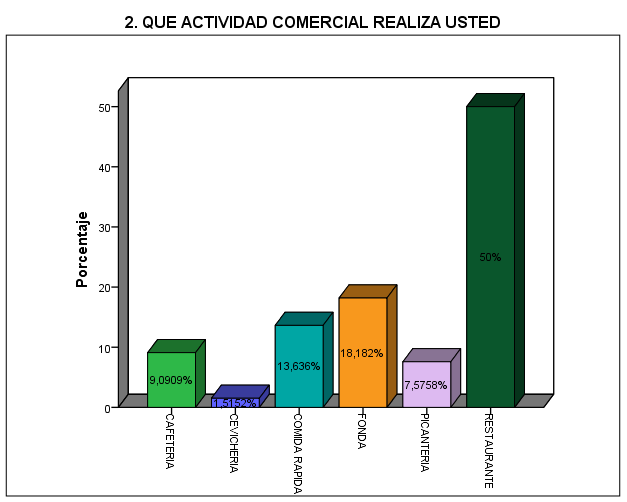 2. QUE ACTIVIDAD COMERCIAL REALIZA USTED
Porcentaje
50
40
30
20
10
0
9,0909%
1,5152%
13,636%
18,182%
7,5758%
50%
CAFETERIA
CEVICHERIA
COMIDA RAPIDA
FONDA
PICANTERIA
RESTAURANTE